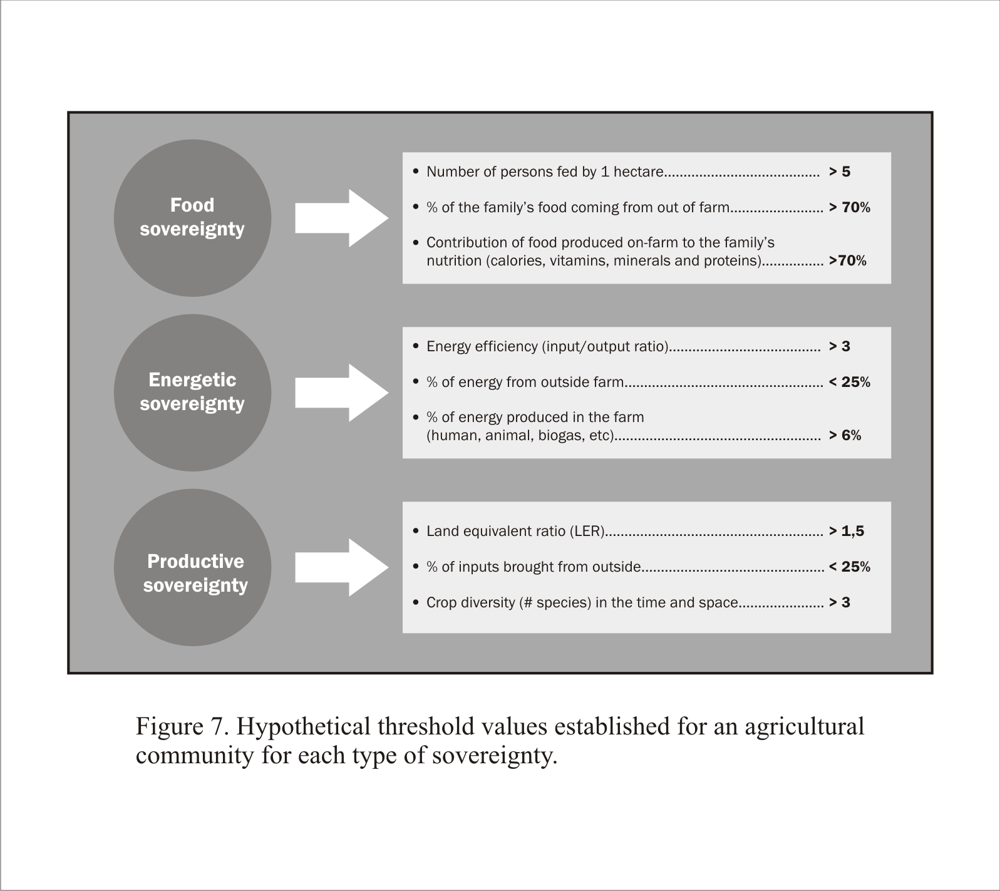 Food
sovereignty
• Number of persons fed by 1 hectare........................................ > 5
• % of the family’s food coming from out of farm........................ > 70%
• Contribution of food produced on-farm to the family’s
nutrition (calories, vitamins, minerals and proteins)................ >70%
Energetic
sovereignty
• Energy efficiency (input/output ratio)....................................... > 3
• % of energy from outside farm................................................... < 25%
• % of energy produced in the farm
(human, animal, biogas, etc)..................................................... > 6%
Productive
sovereignty
• Land equivalent ratio (LER)........................................................ > 1,5
• % of inputs brought from outside............................................... < 25%
• Crop diversity (# species) in the time and space...................... > 3
Figure 7. Hypothetical threshold values established for an agricultural
community for each type of sovereignty.